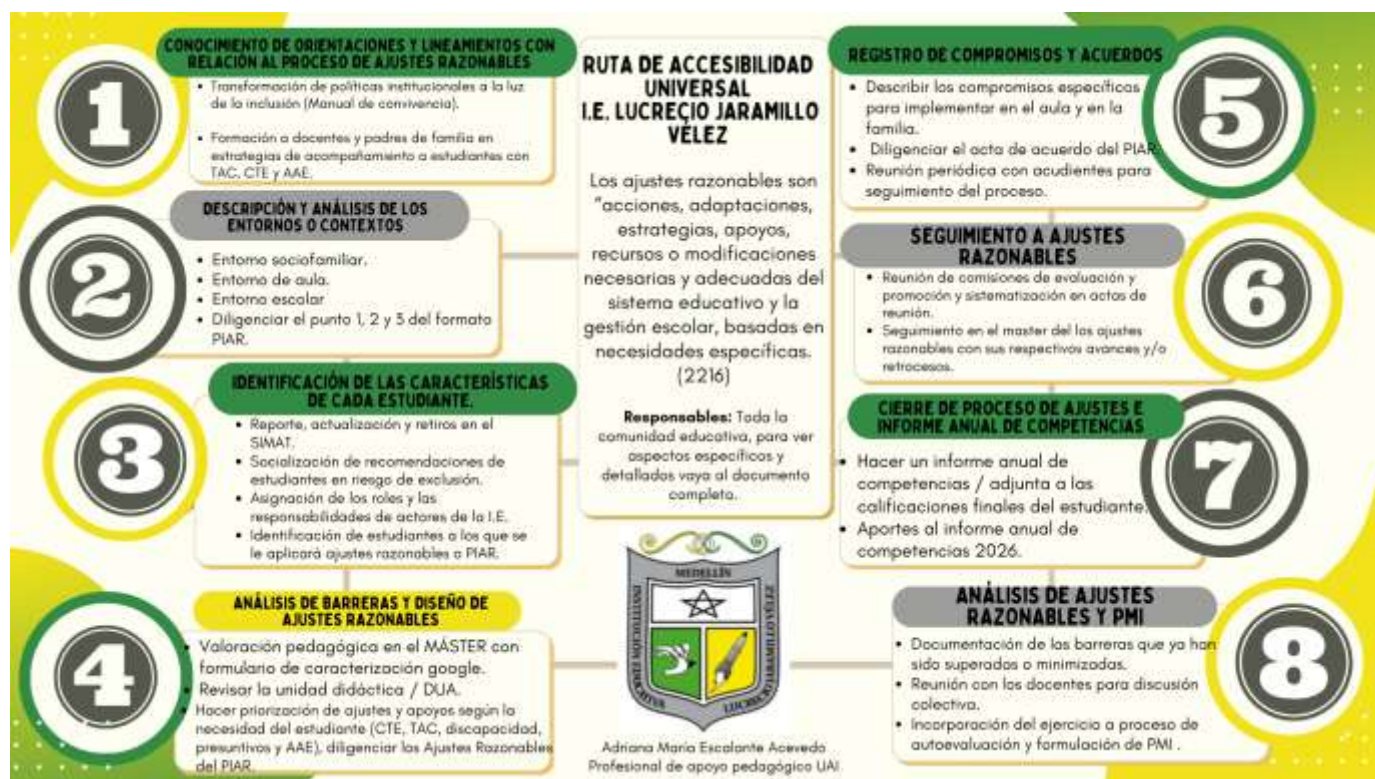 CONOCIMIENTO DE ORIENTACIONES Y LINEAMIENTOS CON
RELACIÓN AL PROCESO DE AJUSTES RAZONABLES
1
• Transformación de políticas institucionales a la luz
de la inclusión (Manual de convivencia).
• Formación a docentes y padres de familia en
estrategias de acompañamiento a estudiantes con
TAC, CTE y AAE.
DESCRIPCIÓN Y ANÁLISIS DE LOS
ENTORNOS O CONTEXTOS
2
• Entorno sociofamiliar.
• Entorno de aula.
• Entorno escolar
• Diligenciar el punto 1, 2 y 3 del formato
PIAR.
IDENTIFICACIÓN DE LAS CARACTERÍSTICAS
DE CADA ESTUDIANTE.
3
• Reporte, actualización y retiros en el
SIMAT.
• Socialización de recomendaciones de
estudiantes en riesgo de exclusión.
• Asignación de los roles y las
responsabilidades de actores de la I.E.
• Identificación de estudiantes a los que se
le aplicará ajustes razonables o PIAR.
ANÁLISIS DE BARRERAS Y DISEÑO DE
AJUSTES RAZONABLES
4
• Valoración pedagógica en el MÁSTER con
formulario de caracterización google.
• Revisar la unidad didáctica / DUA.
• Hacer priorización de ajustes y apoyos según la
necesidad del estudiante (CTE, TAC, discapacidad,
presuntivos y AAE), diligenciar los Ajustes Razonables
del PIAR.
RUTA DE ACCESIBILIDAD
UNIVERSAL
I.E. LUCRECIO JARAMILLO
VÉLEZ
Los ajustes razonables son
"acciones, adaptaciones,
estrategias, apoyos,
recursos o modificaciones
necesarias y adecuadas del
sistema educativo y la
gestión escolar, basadas en
necesidades específicas.
(2216)
Responsables: Toda la
comunidad educativa, para ver
aspectos específicos y
detallados vaya al documento
completo.
MEDELLÍN
INSTITUCIÓN EDUCATIVA
LUCRECIO JARAMILLO VÉLEZ
Adriana María Escalante Acevedo
Profesional de apoyo pedagógico UAI
REGISTRO DE COMPROMISOS Y ACUERDOS
5
• Describir los compromisos específicos
para implementar en el aula y en la
familia.
• Diligenciar el acta de acuerdo del PIAR
• Reunión periódica con acudientes para
seguimiento del proceso.
SEGUIMIENTO A AJUSTES
RAZONABLES
6
• Reunión de comisiones de evaluación y
promoción y sistematización en actas de
reunión.
• Seguimiento en el master del los ajustes
razonables con sus respectivos avances y/o
retrocesos.
CIERRE DE PROCESO DE AJUSTES E
INFORME ANUAL DE COMPETENCIAS
7
• Hacer un informe anual de
competencias / adjunta a las
calificaciones finales del estudiante.
• Aportes al informe anual de
competencias 2026.
ANÁLISIS DE AJUSTES
RAZONABLES Y PMI
8
• Documentación de las barreras que ya han
sido superadas o minimizadas.
• Reunión con los docentes para discusión
colectiva.
• Incorporación del ejercicio a proceso de
autoevaluación y formulación de PMI .